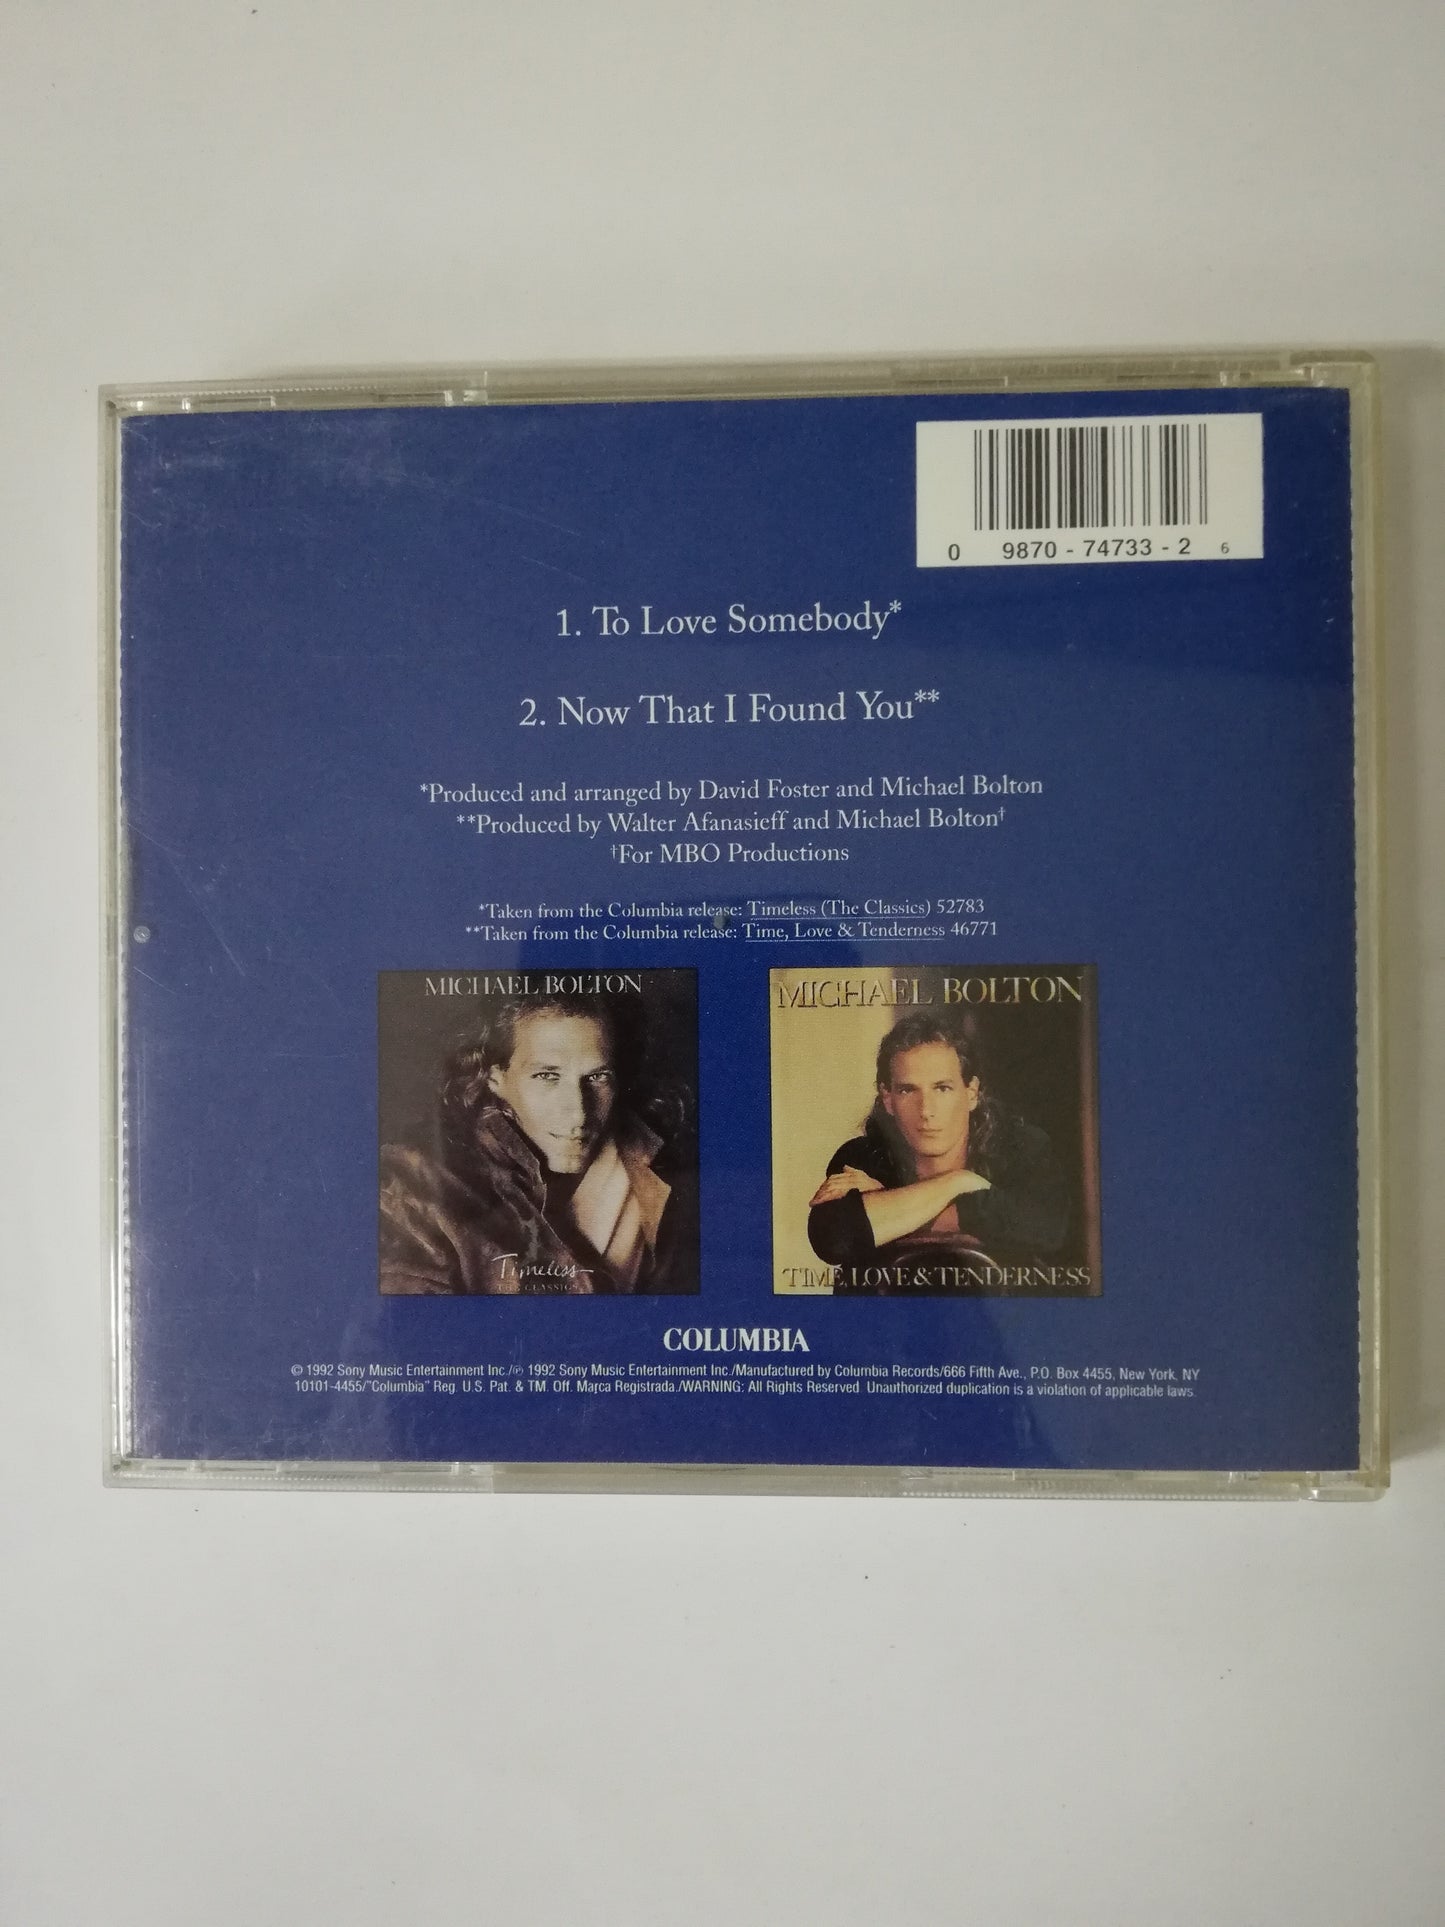 0 9870 - 74733 - 2 6
1. To Love Somebody*
2. Now That I Found You**
*Produced and arranged by David Foster and Michael Bolton
**Produced by Walter Afanasieff and Michael Bolton†
†For MBO Productions
*Taken from the Columbia release: Timeless (The Classics) 52783
**Taken from the Columbia release: Time, Love & Tenderness 46771
MICHAEL BOLTON
Timeless
THE CLASSICS
MICHAEL BOLTON
TIME, LOVE & TENDERNESS
COLUMBIA
© 1992 Sony Music Entertainment Inc./℗ 1992 Sony Music Entertainment Inc./Manufactured by Columbia Records/666 Fifth Ave., P.O. Box 4455, New York, NY
10101-4455/"Columbia" Reg. U.S. Pat. & TM. Off. Marca Registrada./WARNING: All Rights Reserved. Unauthorized duplication is a violation of applicable laws.